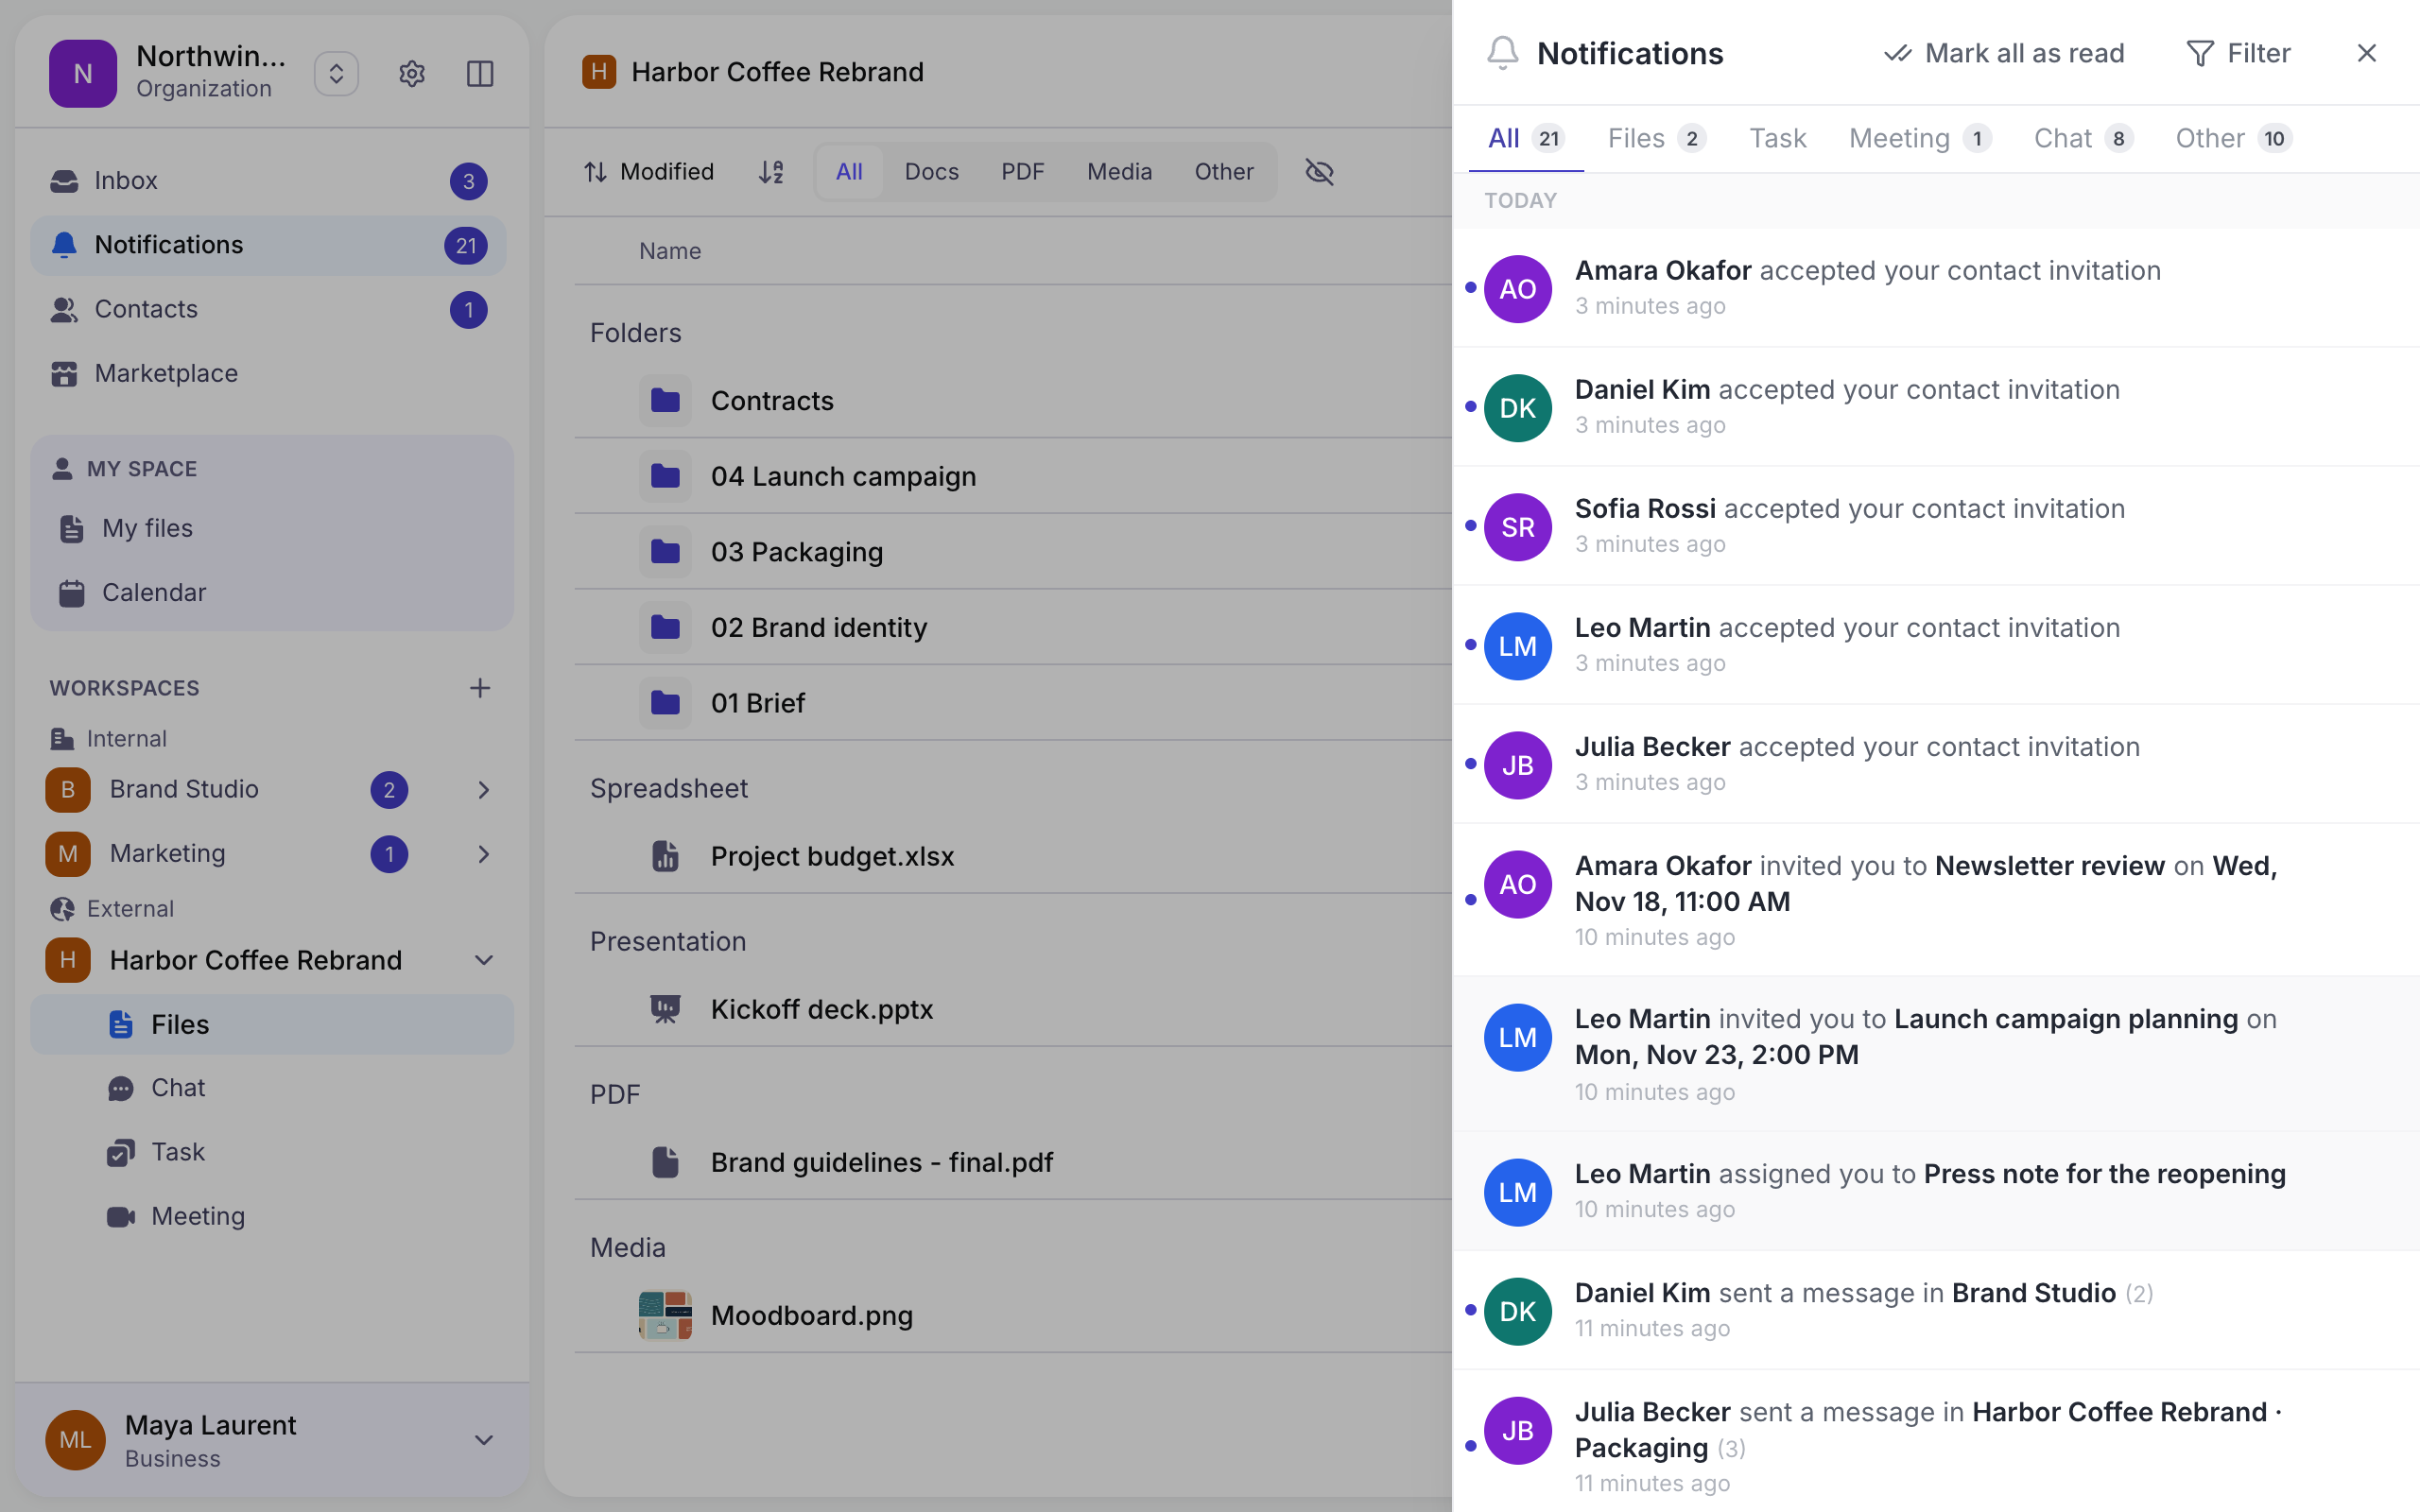 N
Northwin...
Organization
Inbox
3
Notifications
21
Contacts
1
Marketplace
MY SPACE
My files
Calendar
WORKSPACES
Internal
B
Brand Studio
2
M
Marketing
1
External
H
Harbor Coffee Rebrand
Files
Chat
Task
Meeting
ML
Maya Laurent
Business
H
Harbor Coffee Rebrand
Modified
A
Z
All
Docs
PDF
Media
Other
Name
Folders
Contracts
04 Launch campaign
03 Packaging
02 Brand identity
01 Brief
Spreadsheet
Project budget.xlsx
Presentation
Kickoff deck.pptx
PDF
Brand guidelines - final.pdf
Media
Moodboard.png
Notifications
Mark all as read
Filter
All 21
Files 2
Task
Meeting 1
Chat 8
Other 10
TODAY
AO
Amara Okafor accepted your contact invitation
3 minutes ago
DK
Daniel Kim accepted your contact invitation
3 minutes ago
SR
Sofia Rossi accepted your contact invitation
3 minutes ago
LM
Leo Martin accepted your contact invitation
3 minutes ago
JB
Julia Becker accepted your contact invitation
3 minutes ago
AO
Amara Okafor invited you to Newsletter review on Wed,
Nov 18, 11:00 AM
10 minutes ago
LM
Leo Martin invited you to Launch campaign planning on
Mon, Nov 23, 2:00 PM
10 minutes ago
LM
Leo Martin assigned you to Press note for the reopening
10 minutes ago
DK
Daniel Kim sent a message in Brand Studio (2)
11 minutes ago
JB
Julia Becker sent a message in Harbor Coffee Rebrand ·
Packaging (3)
11 minutes ago